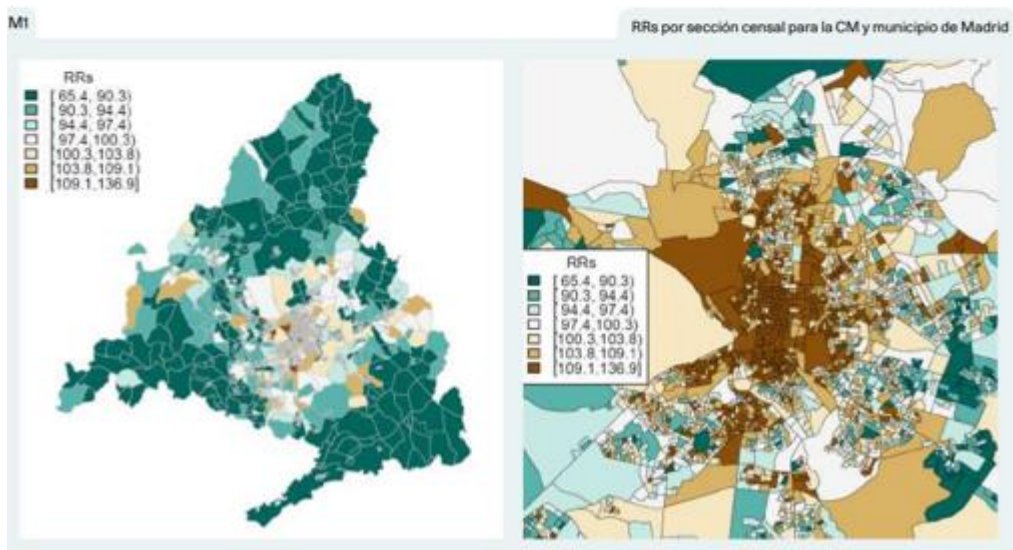 M1
RRs por sección censal para la CM y municipio de Madrid
RRs
[ 65.4, 90.3)
[ 90.3, 94.4)
[ 94.4, 97.4)
[ 97.4,100.3)
[100.3,103.8)
[103.8,109.1)
[109.1,136.9]
RRs
[ 65.4, 90.3)
[ 90.3, 94.4)
[ 94.4, 97.4)
[ 97.4,100.3)
[100.3,103.8)
[103.8,109.1)
[109.1,136.9]